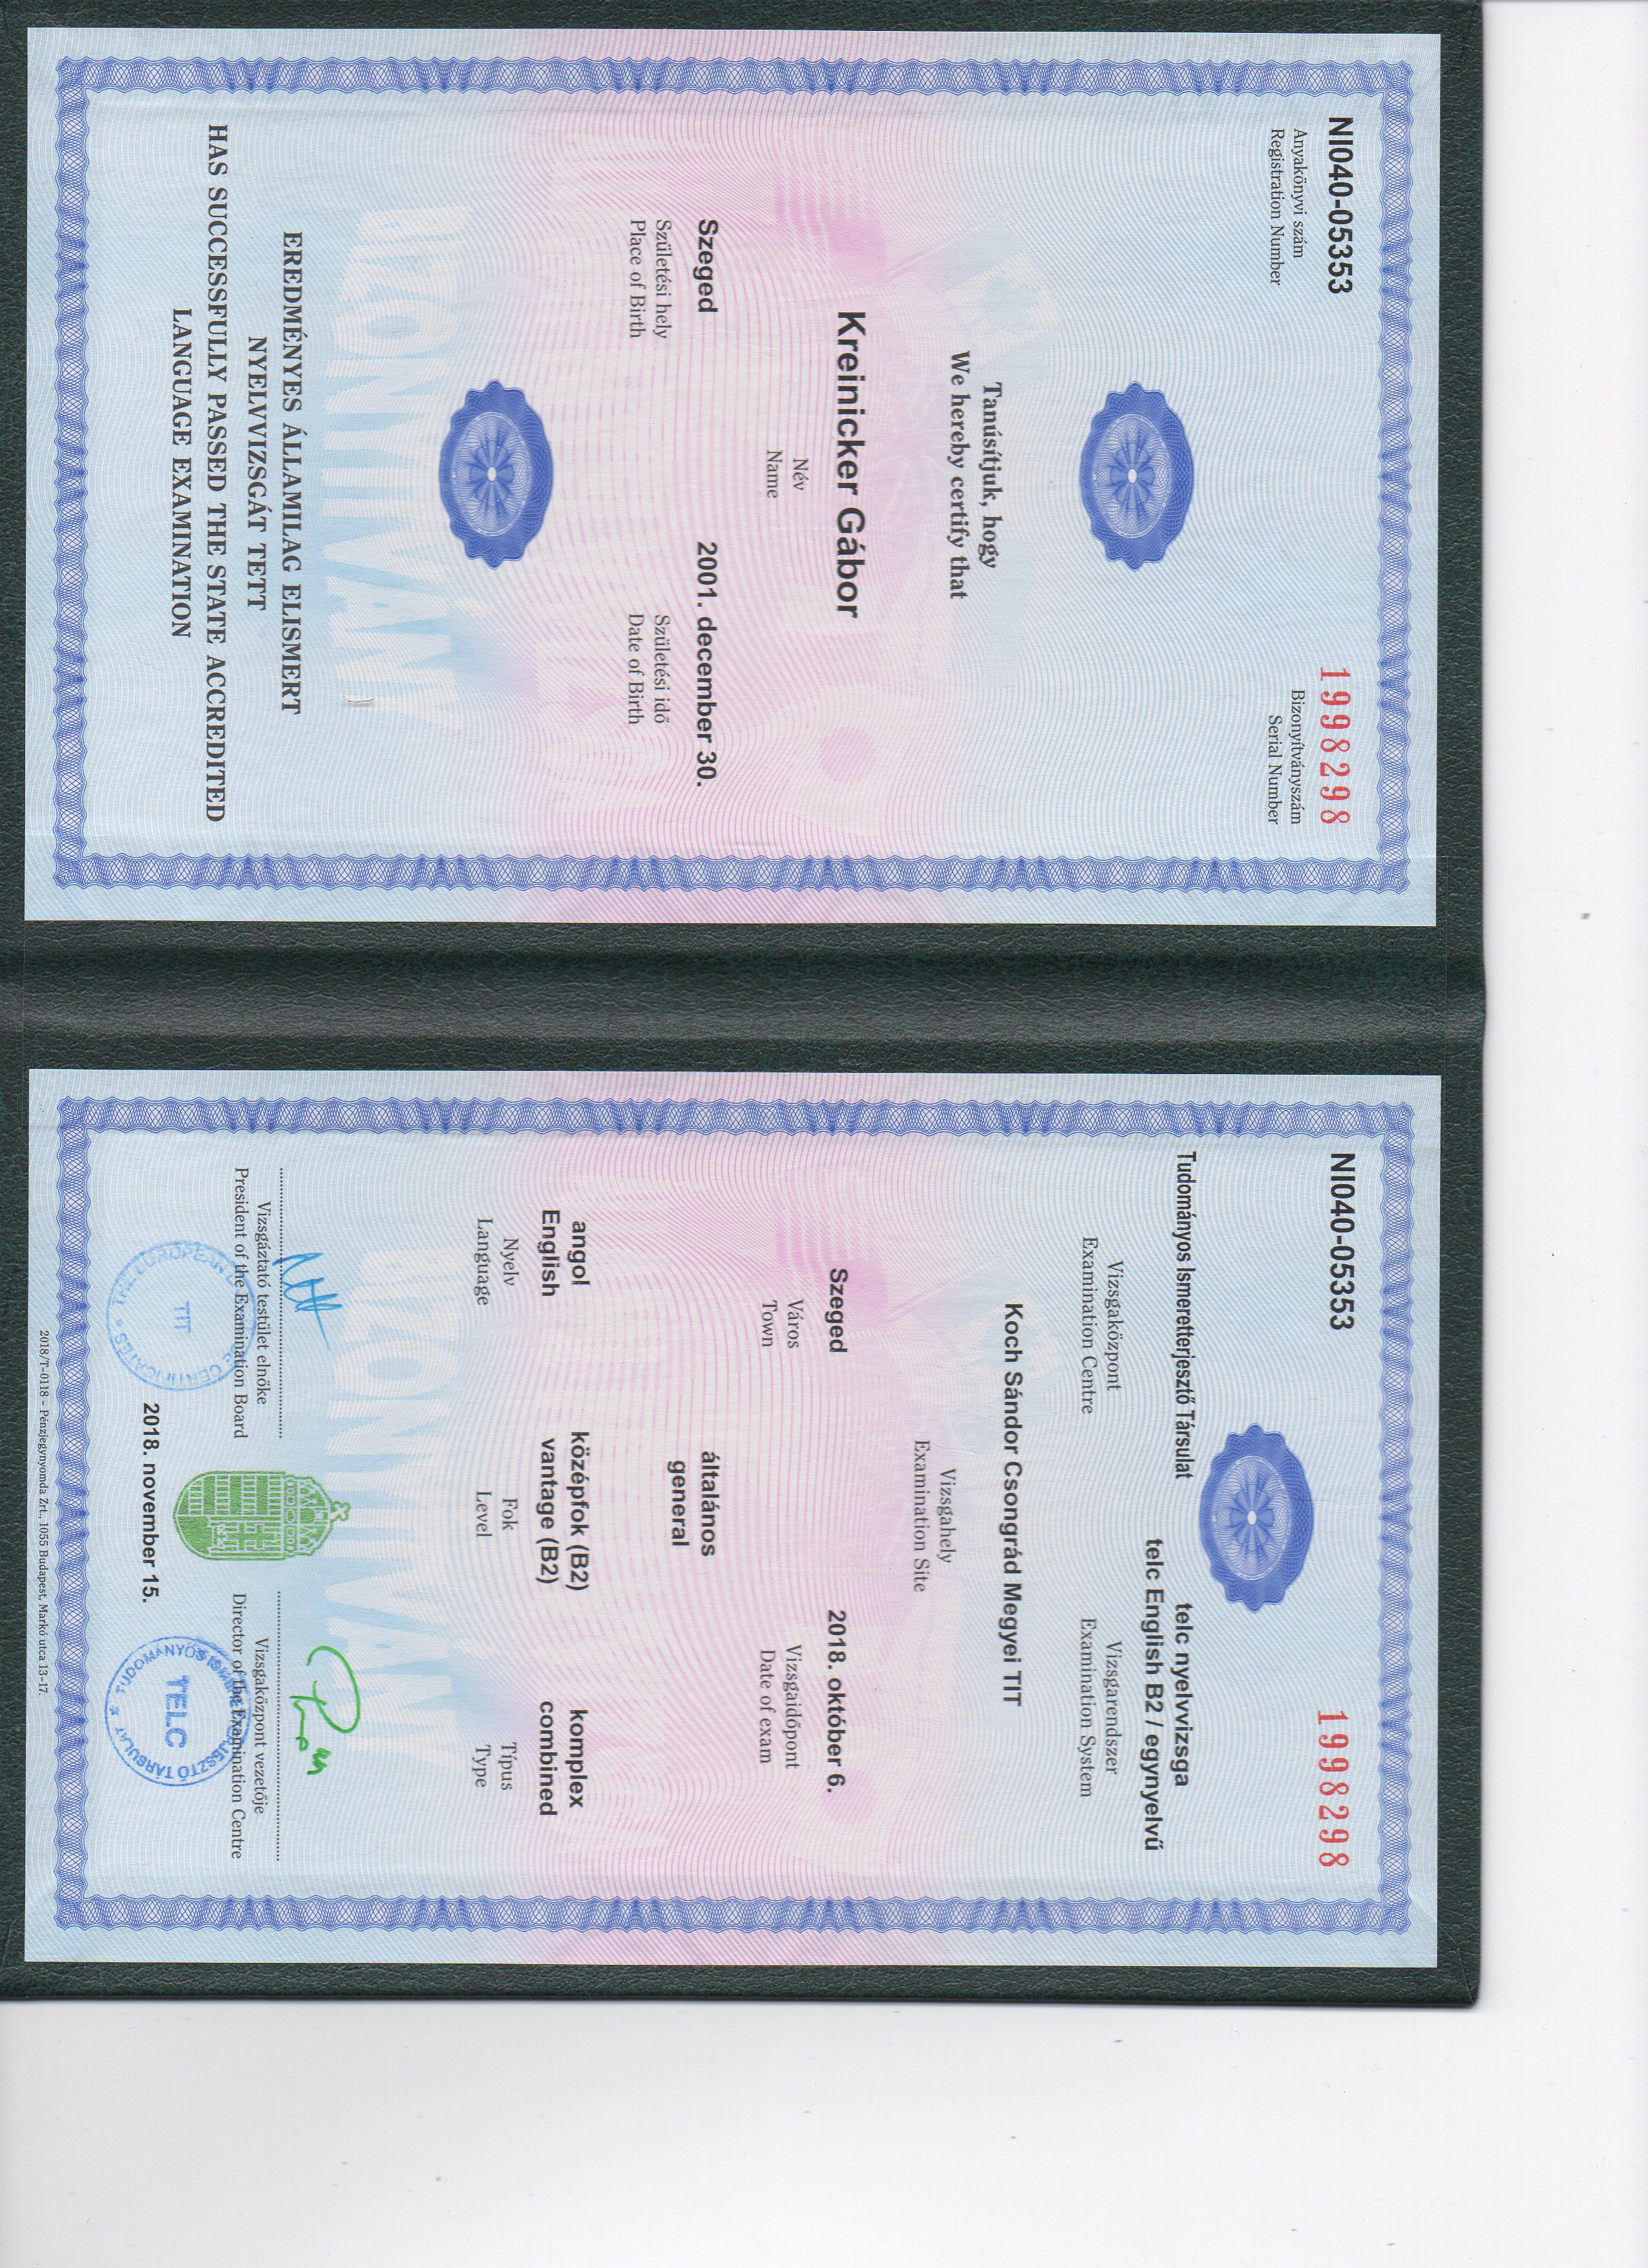 NI040-05353
1998298
Anyakönyvi szám
Bizonyítványszám
Registration Number
Serial Number
Tanúsítjuk, hogy
We hereby certify that
Kreinicker Gábor
Név
Name
Szeged
2001. december 30.
Születési hely
Születési idő
Place of Birth
Date of Birth
BIZONYÍTVÁNY
EREDMÉNYES ÁLLAMILAG ELISMERT
NYELVVIZSGÁT TETT
HAS SUCCESSFULLY PASSED THE STATE ACCREDITED
LANGUAGE EXAMINATION
NI040-05353
1998298
Tudományos Ismeretterjesztő Társulat
telc nyelvvizsga
telc English B2 / egynyelvű
Vizsgaközpont
Vizsgarendszer
Examination Centre
Examination System
Koch Sándor Csongrád Megyei TIT
Vizsgahely
Examination Site
Szeged
2018. október 6.
Város
Vizsgaidőpont
Town
Date of exam
általános
general
angol
középfok (B2)
komplex
English
vantage (B2)
combined
Nyelv
Fok
Típus
Language
Level
Type
BIZONYÍTVÁNY
Vizsgáztató testület elnöke
Vizsgaközpont vezetője
President of the Examination Board
Director of the Examination Centre
THE EUROPEAN CERTIFICATES
TIT
TUDOMÁNYOS ISMERETTERJESZTŐ TÁRSULAT
TELC
2018. november 15.
2018/T-0118 - Pénzjegynyomda Zrt., 1055 Budapest, Markó utca 13-17.